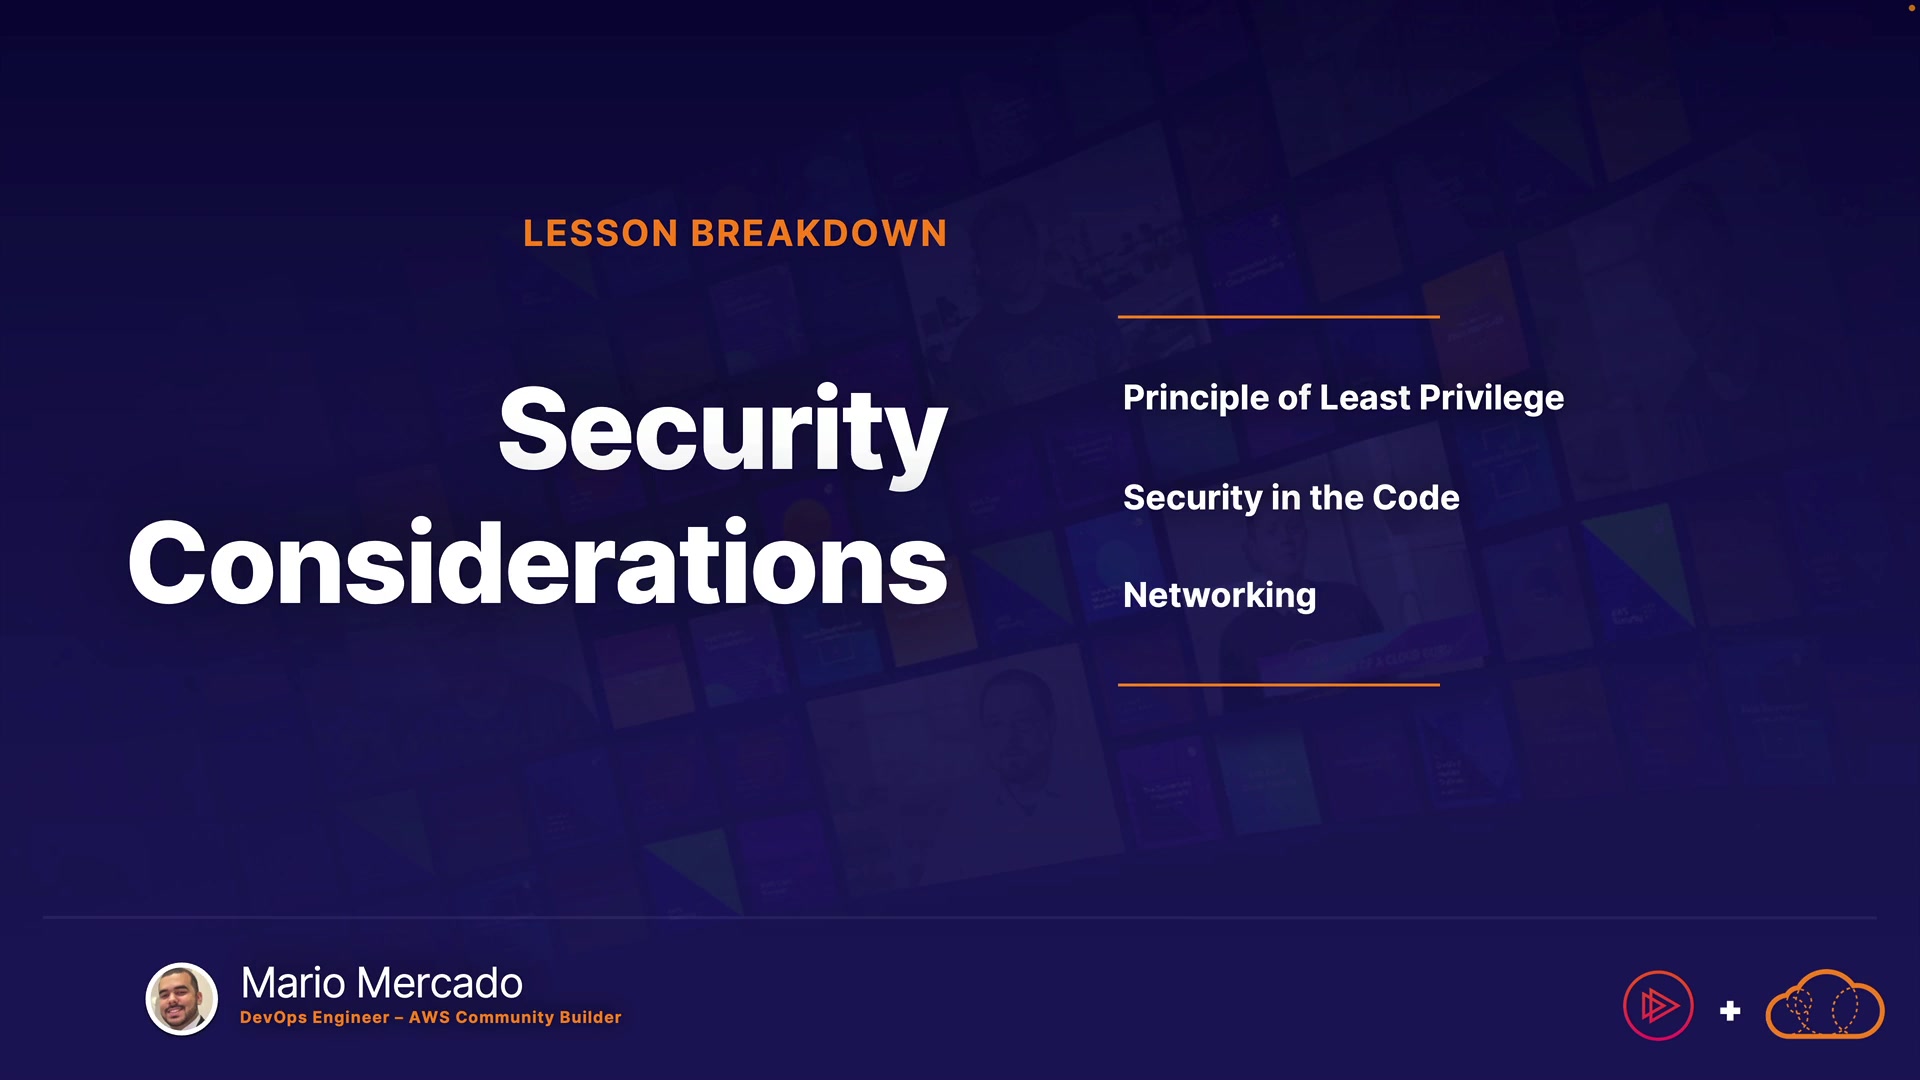 LESSON BREAKDOWN
Security
Considerations
Principle of Least Privilege
Security in the Code
Networking
Mario Mercado
DevOps Engineer – AWS Community Builder